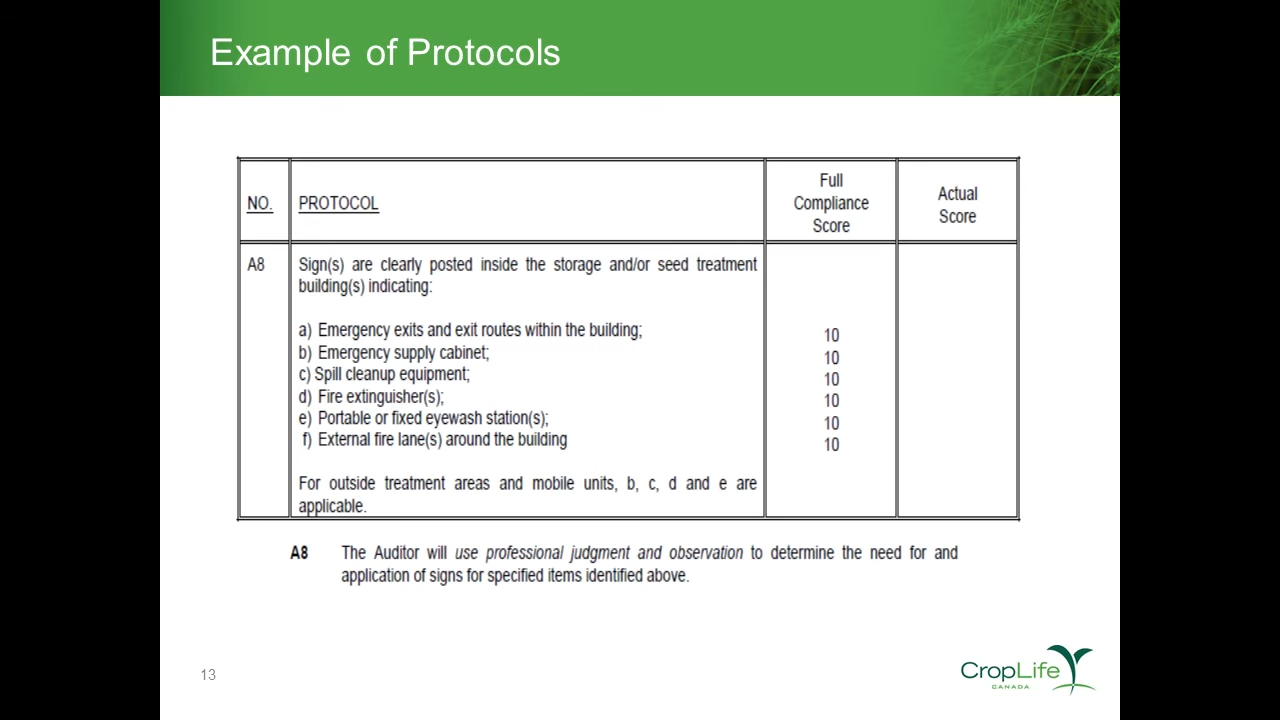 Example of Protocols
NO.
PROTOCOL
Full
Compliance
Score
Actual
Score
A8
Sign(s) are clearly posted inside the storage and/or seed treatment
building(s) indicating:
a) Emergency exits and exit routes within the building; 10
b) Emergency supply cabinet; 10
c) Spill cleanup equipment; 10
d) Fire extinguisher(s); 10
e) Portable or fixed eyewash station(s); 10
f) External fire lane(s) around the building 10
For outside treatment areas and mobile units, b, c, d and e are
applicable.
A8 The Auditor will use professional judgment and observation to determine the need for and
application of signs for specified items identified above.
13
CropLife
CANADA